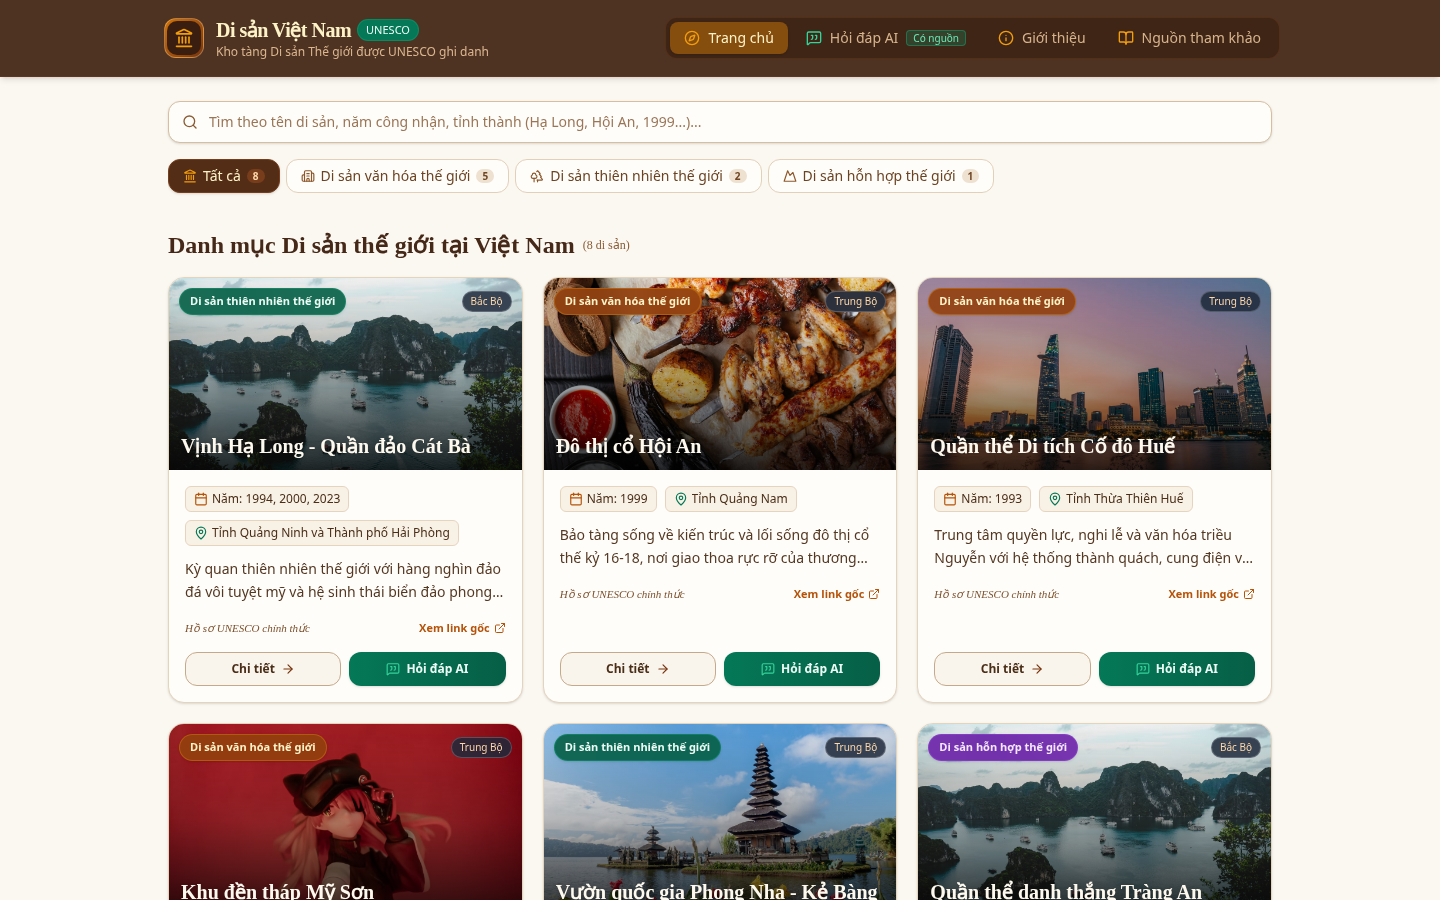 Di sản Việt Nam UNESCO
Kho tàng Di sản Thế giới được UNESCO ghi danh
Trang chủ
Hỏi đáp AI Có nguồn
Giới thiệu
Nguồn tham khảo
Tìm theo tên di sản, năm công nhận, tỉnh thành (Hạ Long, Hội An, 1999...)...
Tất cả 8
Di sản văn hóa thế giới 5
Di sản thiên nhiên thế giới 2
Di sản hỗn hợp thế giới 1
Danh mục Di sản thế giới tại Việt Nam (8 di sản)
Di sản thiên nhiên thế giới
Bắc Bộ
Vịnh Hạ Long - Quần đảo Cát Bà
Năm: 1994, 2000, 2023
Tỉnh Quảng Ninh và Thành phố Hải Phòng
Kỳ quan thiên nhiên thế giới với hàng nghìn đảo
đá vôi tuyệt mỹ và hệ sinh thái biển đảo phong...
Hồ sơ UNESCO chính thức
Xem link gốc
Chi tiết
Hỏi đáp AI
Di sản văn hóa thế giới
Trung Bộ
Đô thị cổ Hội An
Năm: 1999
Tỉnh Quảng Nam
Bảo tàng sống về kiến trúc và lối sống đô thị cổ
thế kỷ 16-18, nơi giao thoa rực rỡ của thương...
Hồ sơ UNESCO chính thức
Xem link gốc
Chi tiết
Hỏi đáp AI
Di sản văn hóa thế giới
Trung Bộ
Quần thể Di tích Cố đô Huế
Năm: 1993
Tỉnh Thừa Thiên Huế
Trung tâm quyền lực, nghi lễ và văn hóa triều
Nguyễn với hệ thống thành quách, cung điện v...
Hồ sơ UNESCO chính thức
Xem link gốc
Chi tiết
Hỏi đáp AI
Di sản văn hóa thế giới
Trung Bộ
Khu đền tháp Mỹ Sơn
Di sản thiên nhiên thế giới
Trung Bộ
Vườn quốc gia Phong Nha - Kẻ Bàng
Di sản hỗn hợp thế giới
Bắc Bộ
Quần thể danh thắng Tràng An